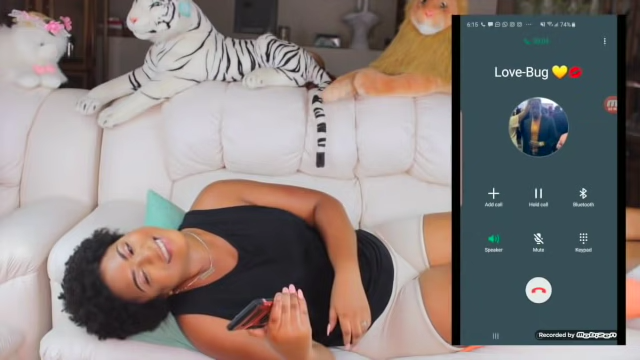 6:15
74%
Love-Bug 💛
Add call
Hold call
Bluetooth
Speaker
Mute
Keypad
Recorded by